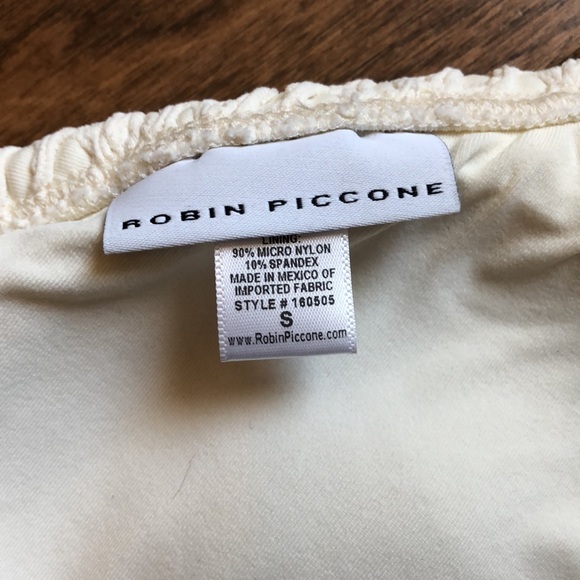 ROBIN PICCONE
LINING:
90% MICRO NYLON
10% SPANDEX
MADE IN MEXICO OF
IMPORTED FABRIC
STYLE # 160505
S
www.RobinPiccone.com